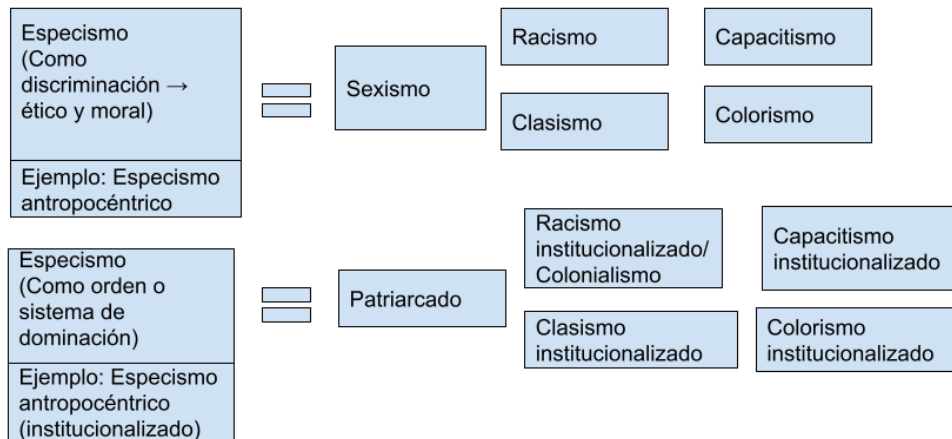 Especismo
(Como
discriminación →
ético y moral)
Ejemplo: Especismo
antropocéntrico
Sexismo
Racismo
Capacitismo
Clasismo
Colorismo
Especismo
(Como orden o
sistema de
dominación)
Ejemplo: Especismo
antropocéntrico
(institucionalizado)
Patriarcado
Racismo
institucionalizado/
Colonialismo
Capacitismo
institucionalizado
Clasismo
institucionalizado
Colorismo
institucionalizado